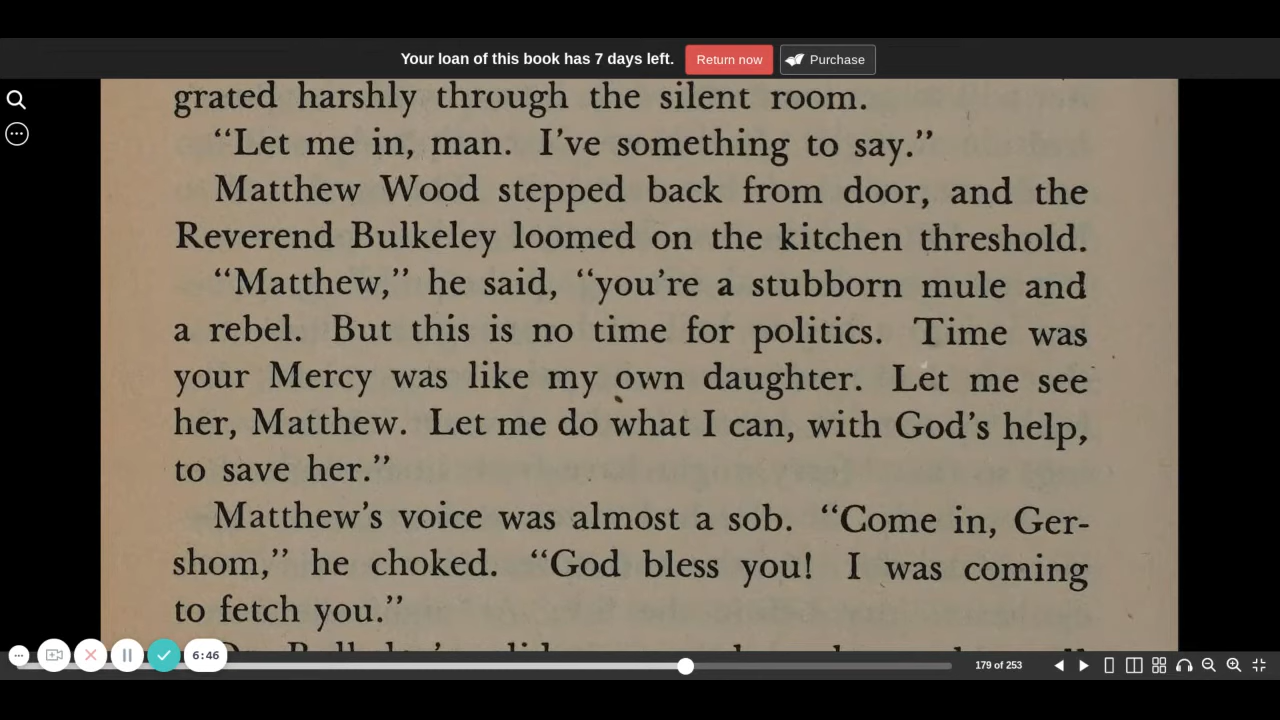 Your loan of this book has 7 days left. Return now Purchase
grated harshly through the silent room.
“Let me in, man. I’ve something to say.”
Matthew Wood stepped back from door, and the
Reverend Bulkeley loomed on the kitchen threshold.
“Matthew,” he said, “you’re a stubborn mule and
a rebel. But this is no time for politics. Time was
your Mercy was like my own daughter. Let me see
her, Matthew. Let me do what I can, with God’s help,
to save her.”
Matthew’s voice was almost a sob. “Come in, Ger-
shom,” he choked. “God bless you! I was coming
to fetch you.”
6:46
179 of 253